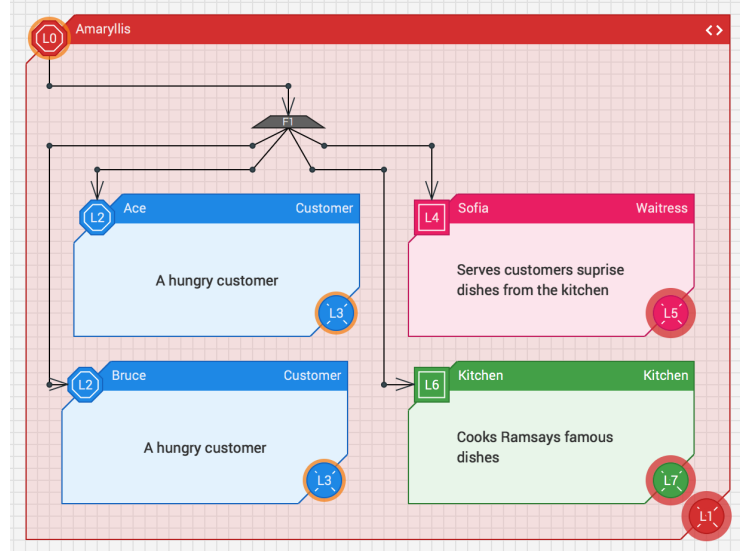 L0 Amaryllis <>
F1
L2 Ace Customer
A hungry customer
L3
L4 Sofia Waitress
Serves customers suprise
dishes from the kitchen
L5
L2 Bruce Customer
A hungry customer
L3
L6 Kitchen Kitchen
Cooks Ramsays famous
dishes
L7
L1